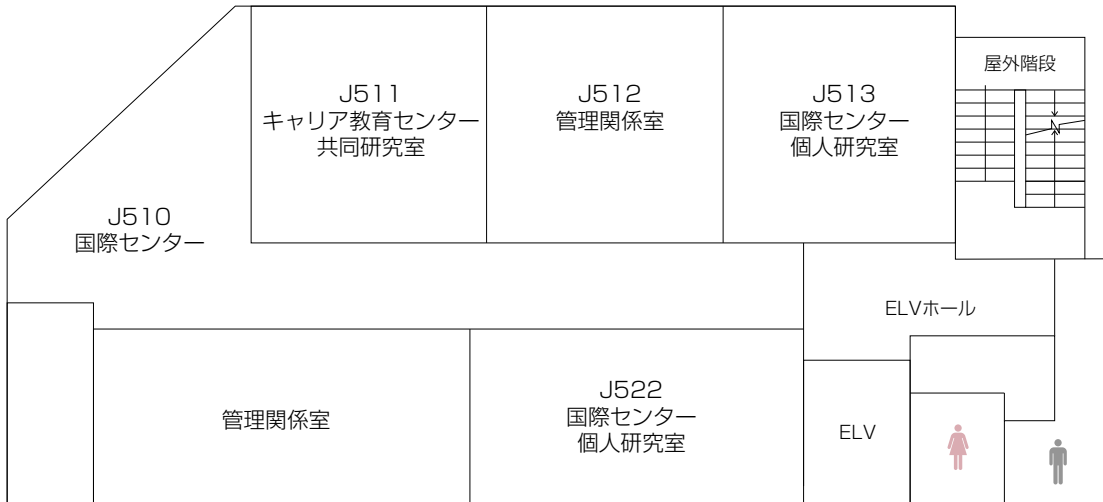 J511
キャリア教育センター
共同研究室
J512
管理関係室
J513
国際センター
個人研究室
屋外階段
J510
国際センター
ELVホール
管理関係室
J522
国際センター
個人研究室
ELV